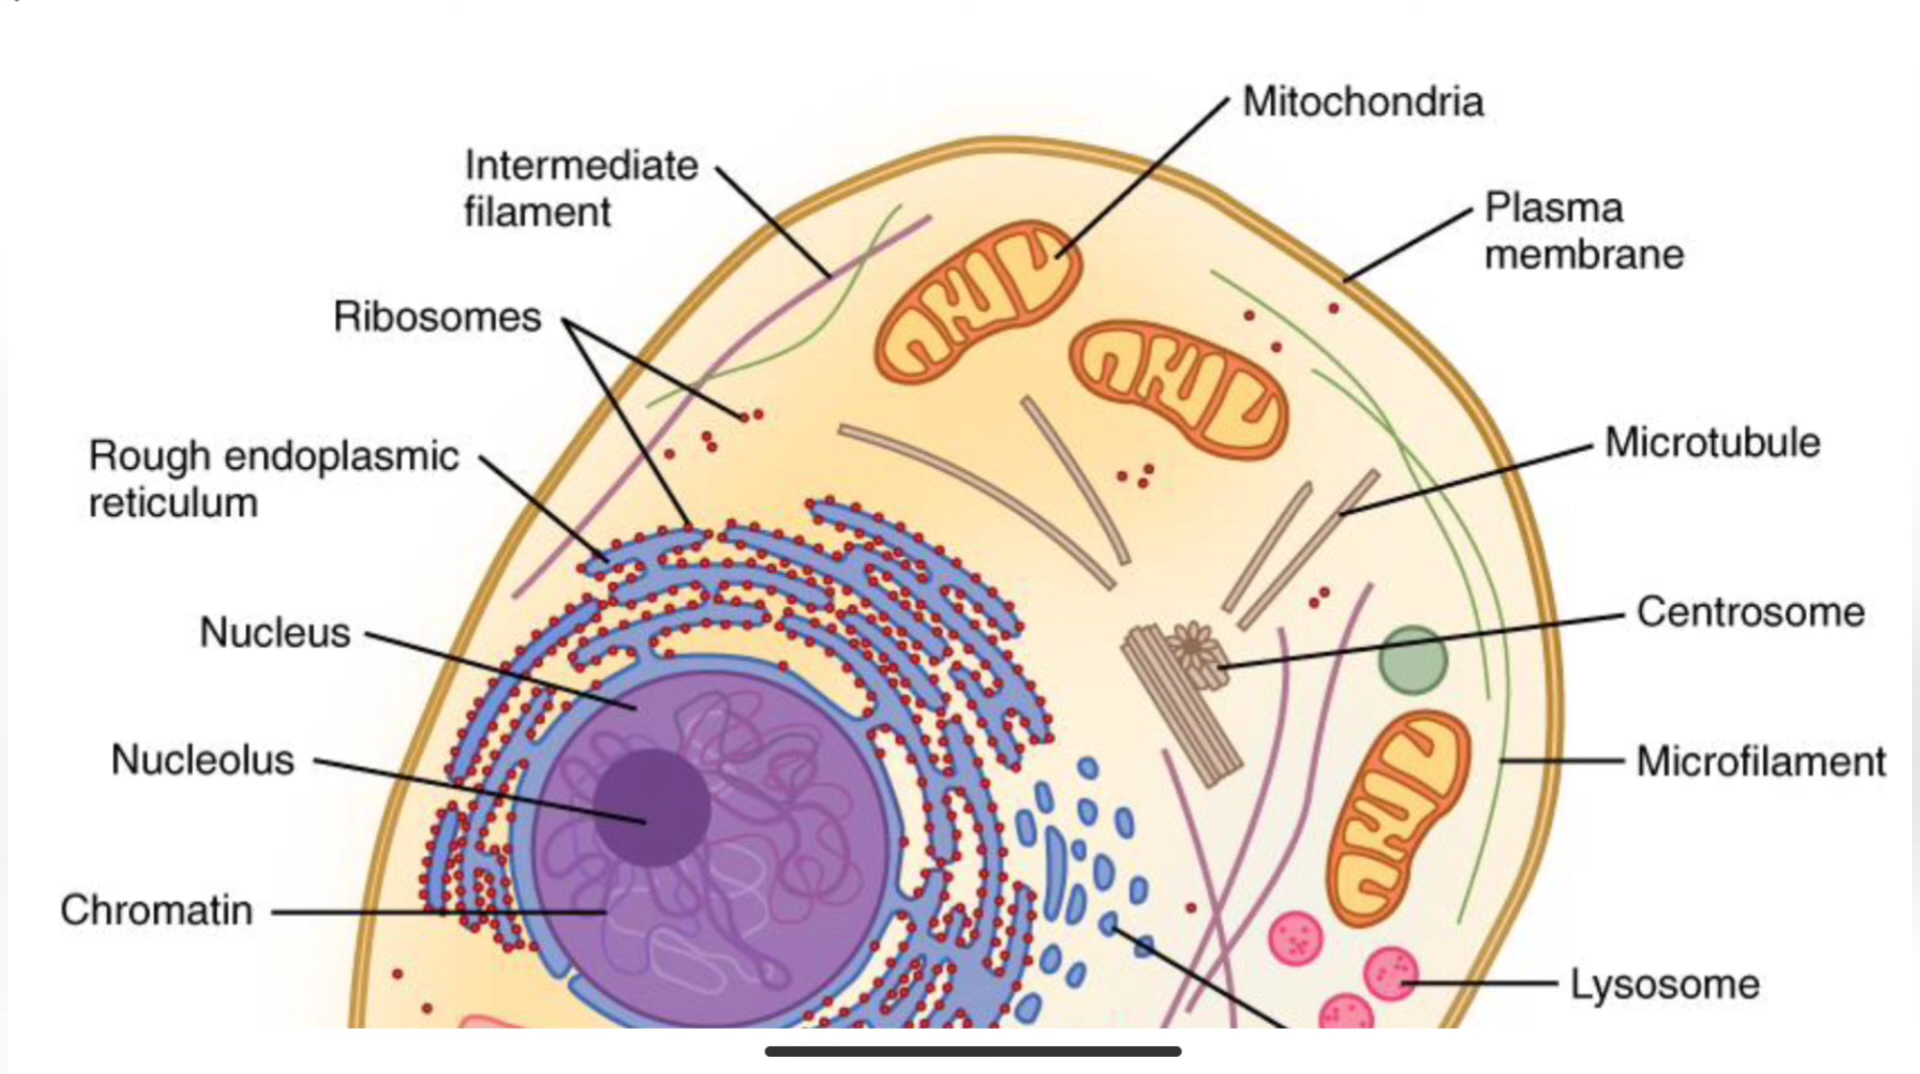 Mitochondria
Intermediate
filament
Plasma
membrane
Ribosomes
Rough endoplasmic
reticulum
Microtubule
Nucleus
Centrosome
Nucleolus
Microfilament
Chromatin
Lysosome